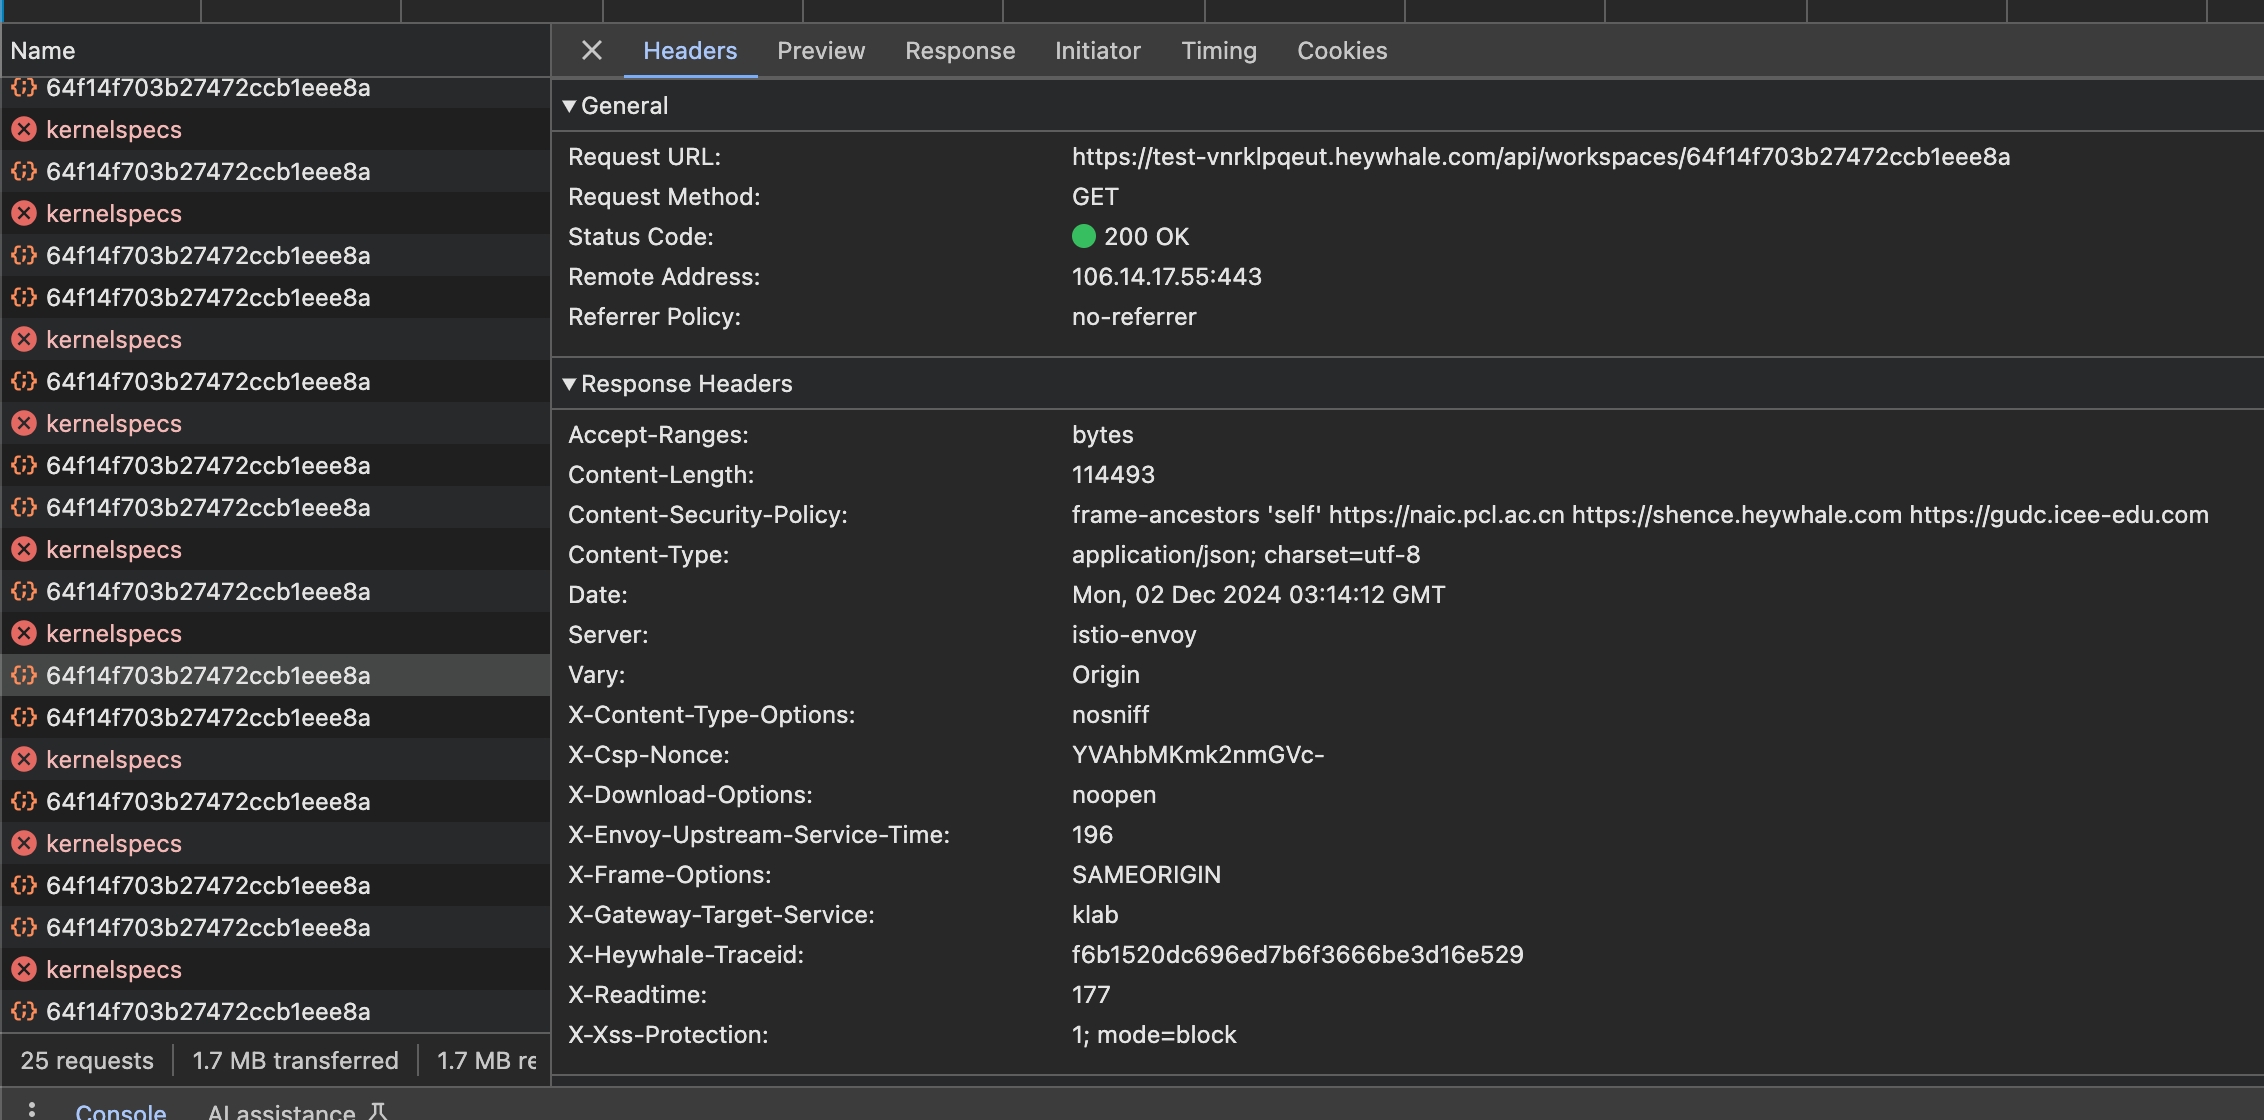 Name
64f14f703b27472ccb1eee8a
kernelspecs
64f14f703b27472ccb1eee8a
kernelspecs
64f14f703b27472ccb1eee8a
64f14f703b27472ccb1eee8a
kernelspecs
64f14f703b27472ccb1eee8a
kernelspecs
64f14f703b27472ccb1eee8a
64f14f703b27472ccb1eee8a
kernelspecs
64f14f703b27472ccb1eee8a
kernelspecs
64f14f703b27472ccb1eee8a
64f14f703b27472ccb1eee8a
kernelspecs
64f14f703b27472ccb1eee8a
kernelspecs
64f14f703b27472ccb1eee8a
64f14f703b27472ccb1eee8a
kernelspecs
64f14f703b27472ccb1eee8a
25 requests 1.7 MB transferred 1.7 MB re
Headers Preview Response Initiator Timing Cookies
General
Request URL: https://test-vnrklpqeut.heywhale.com/api/workspaces/64f14f703b27472ccb1eee8a
Request Method: GET
Status Code: 200 OK
Remote Address: 106.14.17.55:443
Referrer Policy: no-referrer
Response Headers
Accept-Ranges: bytes
Content-Length: 114493
Content-Security-Policy: frame-ancestors 'self' https://naic.pcl.ac.cn https://shence.heywhale.com https://gudc.icee-edu.com
Content-Type: application/json; charset=utf-8
Date: Mon, 02 Dec 2024 03:14:12 GMT
Server: istio-envoy
Vary: Origin
X-Content-Type-Options: nosniff
X-Csp-Nonce: YVAhbMKmk2nmGVc-
X-Download-Options: noopen
X-Envoy-Upstream-Service-Time: 196
X-Frame-Options: SAMEORIGIN
X-Gateway-Target-Service: klab
X-Heywhale-Traceid: f6b1520dc696ed7b6f3666be3d16e529
X-Readtime: 177
X-Xss-Protection: 1; mode=block
Console AI assistance